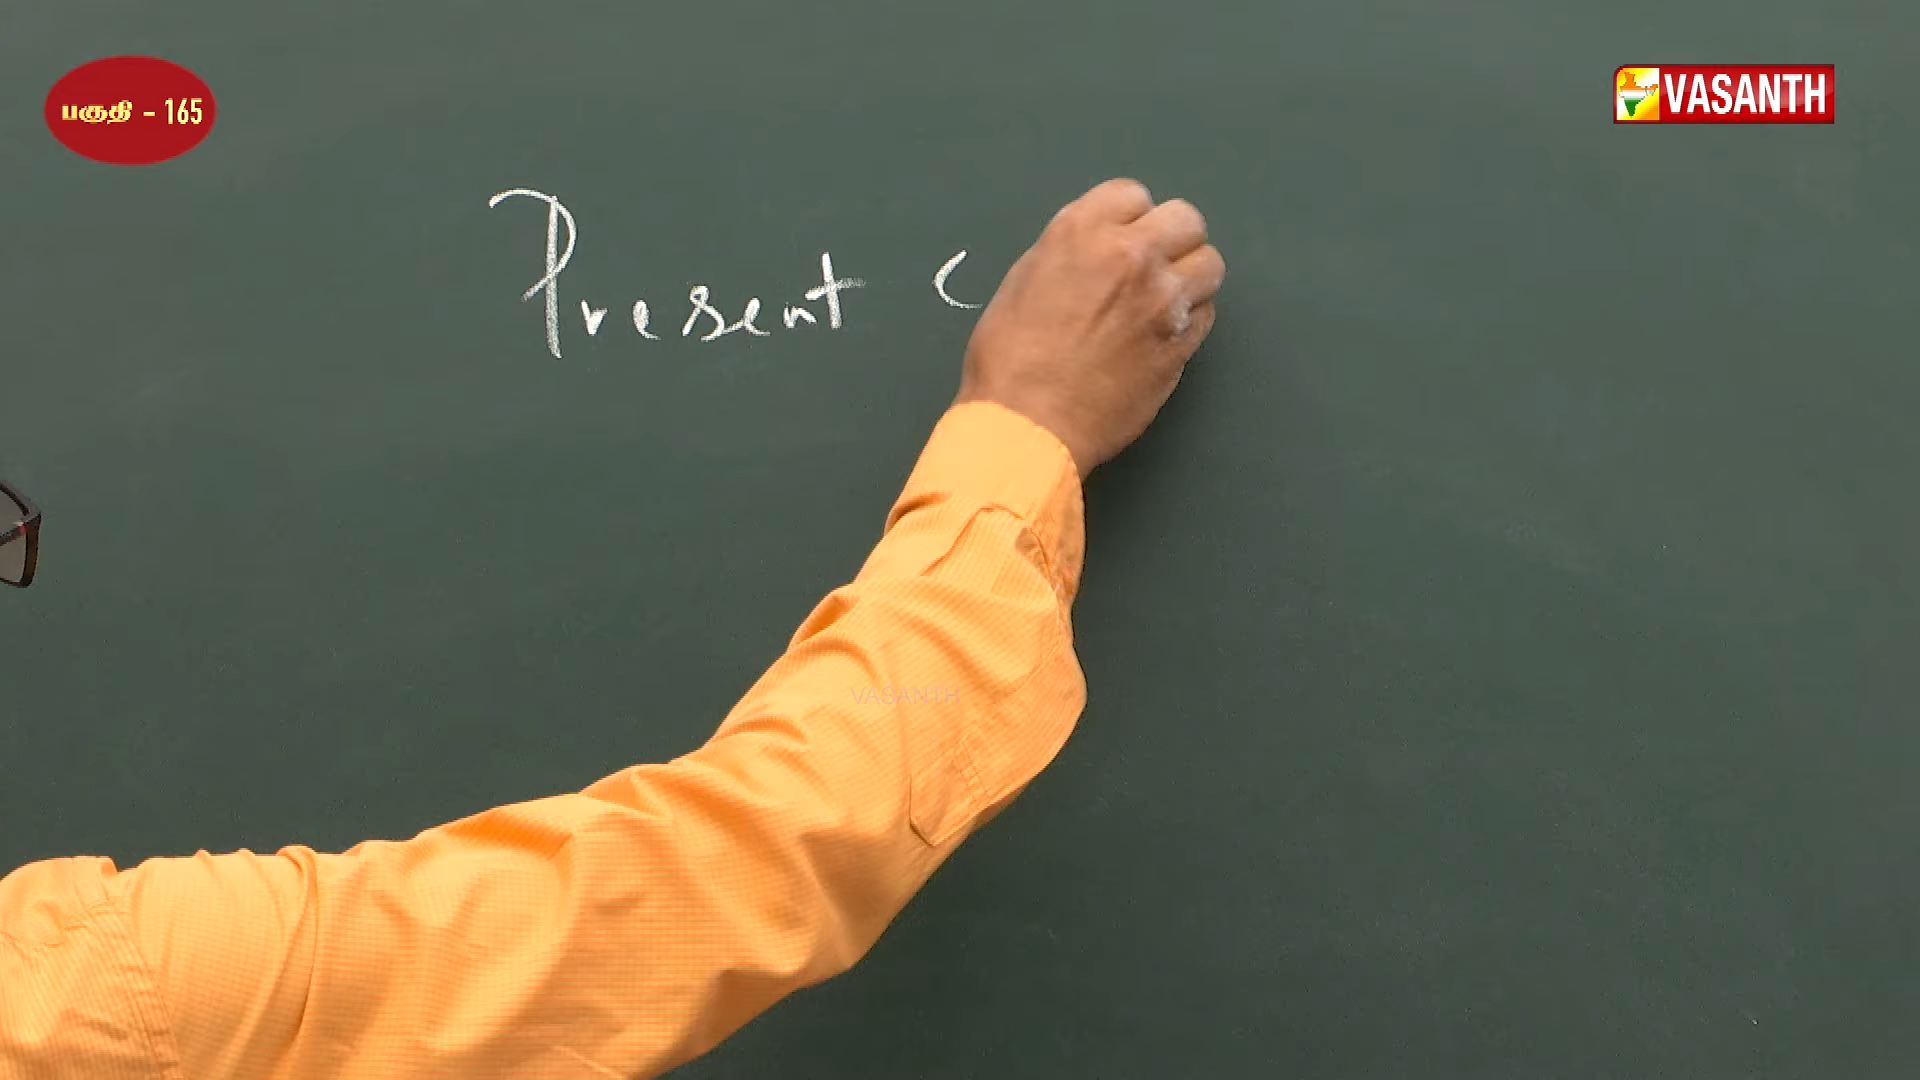 பகுதி - 165
VASANTH
Present C
VASANTH